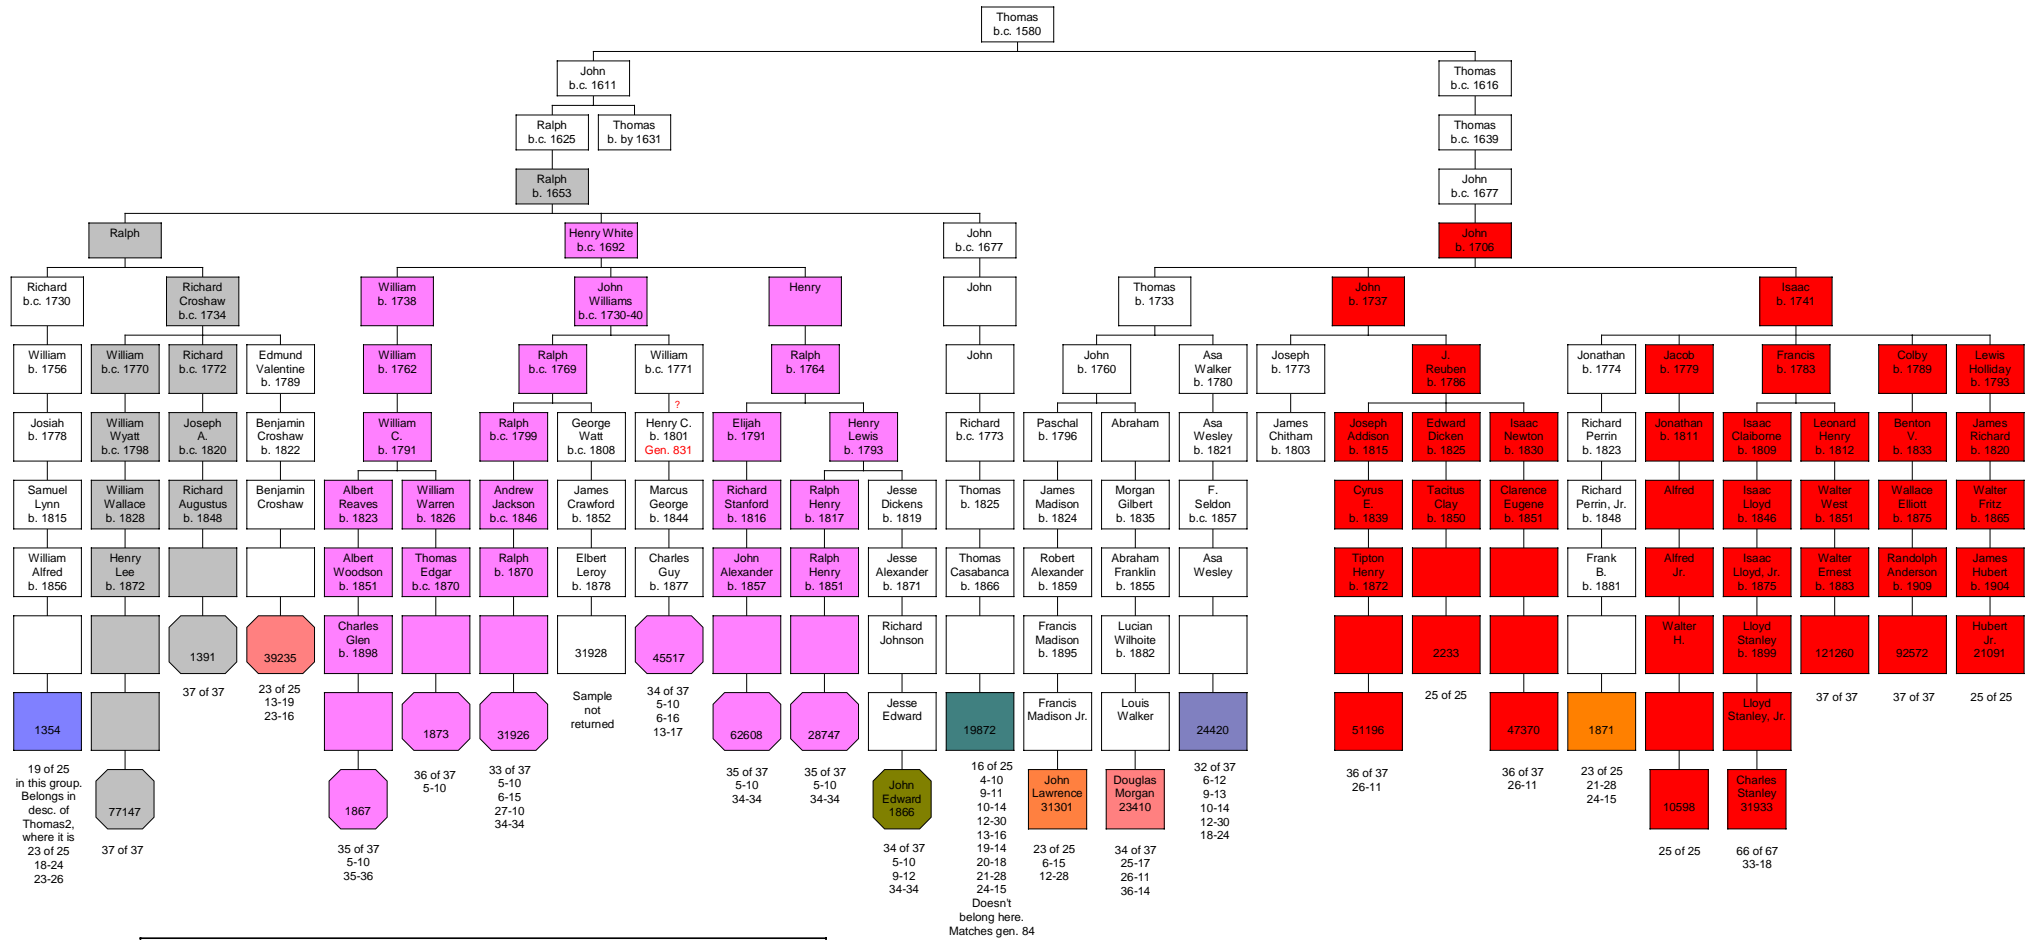 Thomas
b.c. 1580
John
b.c. 1611
Thomas
b.c. 1616
Ralph
b.c. 1625
Thomas
b. by 1631
Thomas
b.c. 1639
Ralph
b. 1653
John
b.c. 1677
Ralph
Henry White
b.c. 1692
John
b.c. 1677
John
b. 1706
Richard
b.c. 1730
Richard
Croshaw
b.c. 1734
William
b. 1738
John
Williams
b.c. 1730-40
Henry
John
Thomas
b. 1733
John
b. 1737
Isaac
b. 1741
William
b. 1756
William
b.c. 1770
Richard
b.c. 1772
Edmund
Valentine
b. 1789
William
b. 1762
Ralph
b.c. 1769
William
b.c. 1771
Ralph
b. 1764
John
John
b. 1760
Asa
Walker
b. 1780
Joseph
b. 1773
J.
Reuben
b. 1786
Jonathan
b. 1774
Jacob
b. 1779
Francis
b. 1783
Colby
b. 1789
Lewis
Holliday
b. 1793
?
Josiah
b. 1778
William
Wyatt
b.c. 1798
Joseph
A.
b.c. 1820
Benjamin
Croshaw
b. 1822
William
C.
b. 1791
Ralph
b.c. 1799
George
Watt
b.c. 1808
Henry C.
b. 1801
Gen. 831
Elijah
b. 1791
Henry
Lewis
b. 1793
Richard
b.c. 1773
Paschal
b. 1796
Abraham
Asa
Wesley
b. 1821
James
Chitham
b. 1803
Joseph
Addison
b. 1815
Edward
Dicken
b. 1825
Isaac
Newton
b. 1830
Richard
Perrin
b. 1823
Jonathan
b. 1811
Isaac
Claiborne
b. 1809
Leonard
Henry
b. 1812
Benton
V.
b. 1833
James
Richard
b. 1820
Samuel
Lynn
b. 1815
William
Wallace
b. 1828
Richard
Augustus
b. 1848
Benjamin
Croshaw
Albert
Reaves
b. 1823
William
Warren
b. 1826
Andrew
Jackson
b.c. 1846
James
Crawford
b. 1852
Marcus
George
b. 1844
Richard
Stanford
b. 1816
Ralph
Henry
b. 1817
Jesse
Dickens
b. 1819
Thomas
b. 1825
James
Madison
b. 1824
Morgan
Gilbert
b. 1835
F.
Seldon
b.c. 1857
Cyrus
E.
b. 1839
Tacitus
Clay
b. 1850
Clarence
Eugene
b. 1851
Richard
Perrin, Jr.
b. 1848
Alfred
Isaac
Lloyd
b. 1846
Walter
West
b. 1851
Wallace
Elliott
b. 1875
Walter
Fritz
b. 1865
William
Alfred
b. 1856
Henry
Lee
b. 1872
Albert
Woodson
b. 1851
Thomas
Edgar
b.c. 1870
Ralph
b. 1870
Elbert
Leroy
b. 1878
Charles
Guy
b. 1877
John
Alexander
b. 1857
Ralph
Henry
b. 1851
Jesse
Alexander
b. 1871
Thomas
Casabanca
b. 1866
Robert
Alexander
b. 1859
Abraham
Franklin
b. 1855
Asa
Wesley
Tipton
Henry
b. 1872
Frank
B.
b. 1881
Alfred
Jr.
Isaac
Lloyd, Jr.
b. 1875
Walter
Ernest
b. 1883
Randolph
Anderson
b. 1909
James
Hubert
b. 1904
1391
39235
Charles
Glen
b. 1898
31928
45517
Richard
Johnson
Francis
Madison
b. 1895
Lucian
Wilhoite
b. 1882
2233
Walter
H.
Lloyd
Stanley
b. 1899
121260
92572
Hubert
Jr.
21091
37 of 37
23 of 25
13-19
23-16
Sample
not
returned
34 of 37
5-10
6-16
13-17
25 of 25
37 of 37
37 of 37
25 of 25
1354
1873
31926
62608
28747
Jesse
Edward
19872
Francis
Madison Jr.
Louis
Walker
24420
51196
47370
1871
Lloyd
Stanley, Jr.
19 of 25
in this group.
Belongs in
desc. of
Thomas2,
where it is
23 of 25
18-24
23-26
77147
37 of 37
1867
35 of 37
5-10
35-36
36 of 37
5-10
33 of 37
5-10
6-15
27-10
34-34
35 of 37
5-10
34-34
35 of 37
5-10
34-34
John
Edward
1866
34 of 37
5-10
9-12
34-34
16 of 25
4-10
9-11
10-14
12-30
13-16
19-14
20-18
21-28
24-15
Doesn't
belong here.
Matches gen. 84
John
Lawrence
31301
23 of 25
6-15
12-28
Douglas
Morgan
23410
34 of 37
25-17
26-11
36-14
32 of 37
6-12
9-13
10-14
12-30
18-24
36 of 37
26-11
36 of 37
26-11
23 of 25
21-28
24-15
10598
25 of 25
Charles
Stanley
31933
66 of 67
33-18